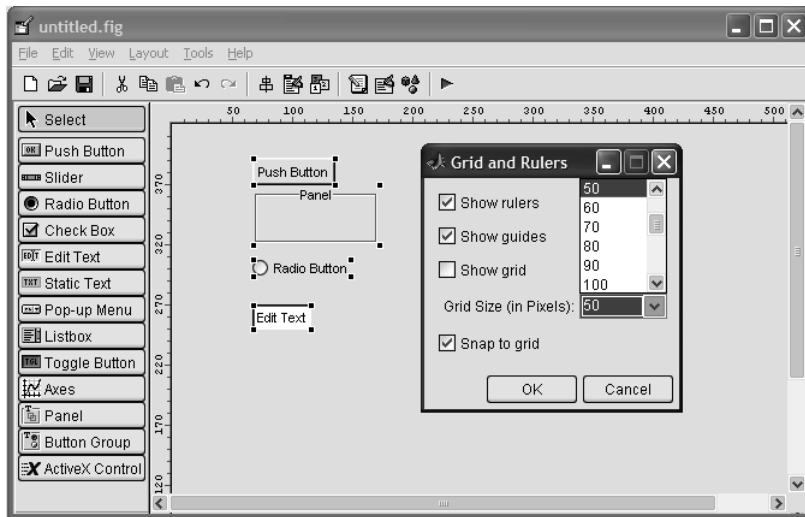 untitled.fig
File Edit View Layout Tools Help
Select
Push Button
Slider
Radio Button
Check Box
Edit Text
Static Text
Pop-up Menu
Listbox
Toggle Button
Axes
Panel
Button Group
ActiveX Control
50 100 150 200 250 300 350 400 450 500
370
320
270
220
170
120
Push Button
Panel
Radio Button
Edit Text
Grid and Rulers
Show rulers
Show guides
Show grid
50
60
70
80
90
100
Grid Size (in Pixels): 50
Snap to grid
OK Cancel